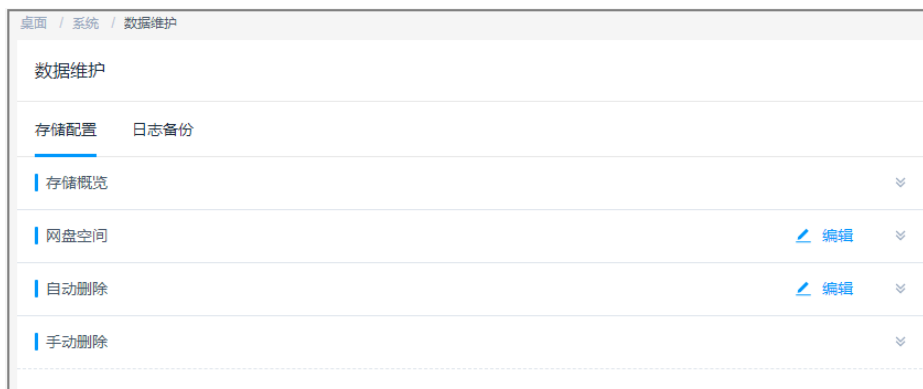 桌面 / 系统 / 数据维护
数据维护
存储配置 日志备份
存储概览
网盘空间 编辑
自动删除 编辑
手动删除